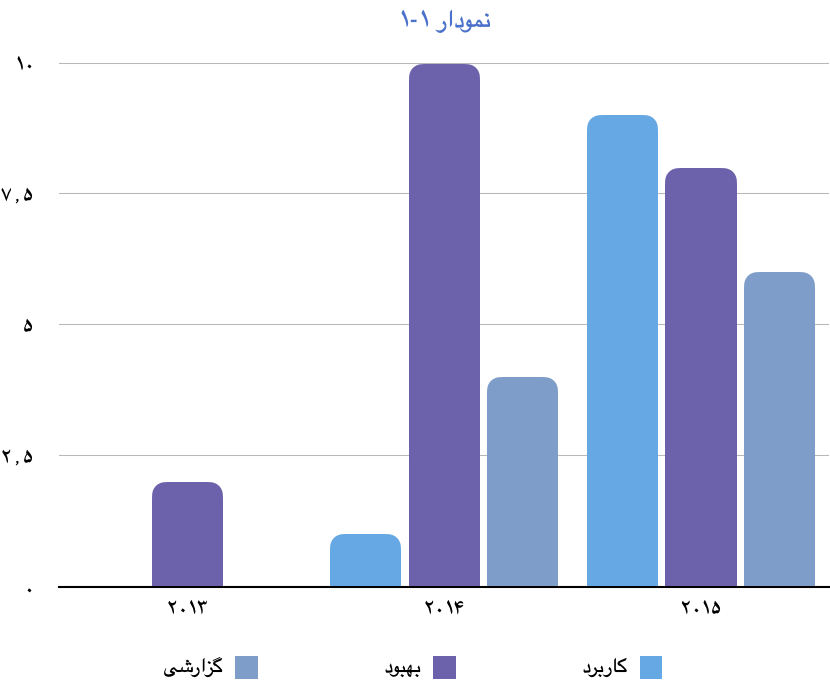 نمودار ۱-۱
۱۰
۷,۵
۵
۲,۵
۰
۲۰۱۳ ۲۰۱۴ ۲۰۱۵
کاربرد بهبود گزارشی